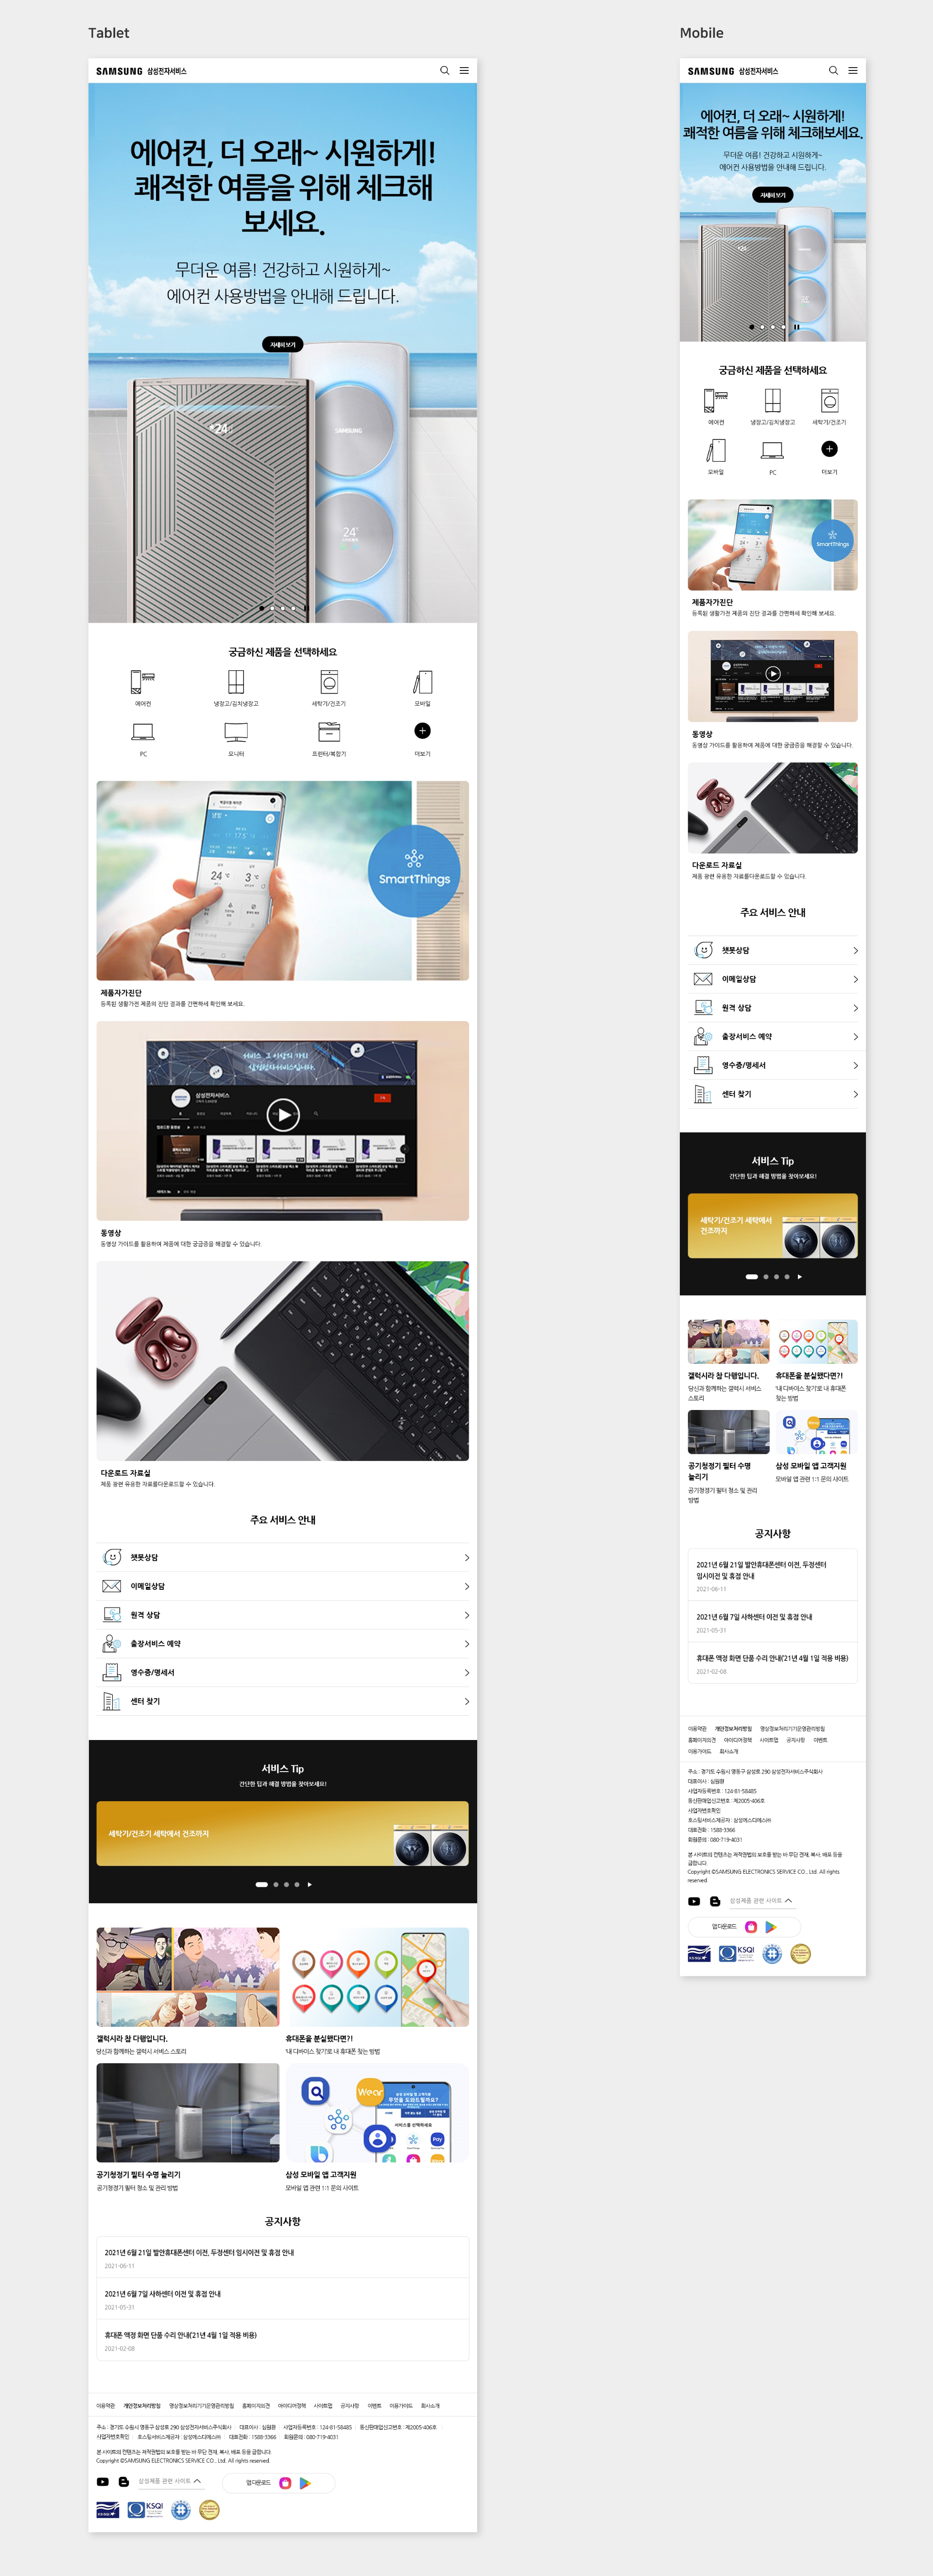 Tablet
SAMSUNG 삼성전자서비스
에어컨, 더 오래~ 시원하게!
쾌적한 여름을 위해 체크해
보세요.
무더운 여름! 건강하고 시원하게~
에어컨 사용방법을 안내해 드립니다.
자세히 보기
SAMSUNG
24
24
궁금하신 제품을 선택하세요
에어컨
냉장고/김치냉장고
세탁기/건조기
모바일
PC
모니터
프린터/복합기
더보기
SmartThings
제품자가진단
등록된 생활가전 제품의 진단 결과를 간편하게 확인해 보세요.
삼성전자서비스
동영상
동영상 가이드를 활용하여 제품에 대한 궁금증을 해결할 수 있습니다.
다운로드 자료실
제품 관련 유용한 자료를다운로드할 수 있습니다.
주요 서비스 안내
챗봇상담
이메일상담
원격 상담
출장서비스 예약
영수증/명세서
센터 찾기
서비스 Tip
간단한 팁과 해결 방법을 찾아보세요!
세탁기/건조기 세탁에서 건조까지
갤럭시라 참 다행입니다.
당신과 함께하는 갤럭시 서비스 스토리
휴대폰을 분실했다면?!
'내 디바이스 찾기'로 내 휴대폰 찾는 방법
Wear
Pay
공기청정기 필터 수명 늘리기
공기청정기 필터 청소 및 관리 방법
삼성 모바일 앱 고객지원
모바일 앱 관련 1:1 문의 사이트
공지사항
2021년 6월 21일 발안휴대폰센터 이전, 두정센터 임시이전 및 휴점 안내
2021-06-11
2021년 6월 7일 사하센터 이전 및 휴점 안내
2021-05-31
휴대폰 액정 화면 단품 수리 안내('21년 4월 1일 적용 비용)
2021-02-08
이용약관 개인정보처리방침 영상정보처리기기운영관리방침 홈페이지의견 아이디어정책 사이트맵 공지사항 이벤트 이용가이드 회사소개
주소 : 경기도 수원시 영통구 삼성로 290 삼성전자서비스주식회사 대표이사 : 심원환 사업자등록번호 : 124-81-58485 통신판매업신고번호 : 제2005-406호
사업자번호확인 호스팅서비스제공자 : 삼성에스디에스㈜ 대표전화 : 1588-3366 회원문의 : 080-719-4031
본 사이트의 컨텐츠는 저작권법의 보호를 받는 바 무단 전재, 복사, 배포 등을 금합니다.
Copyright ©SAMSUNG ELECTRONICS SERVICE CO., Ltd. All rights reserved.
삼성제품 관련 사이트
앱 다운로드
KSQI
Mobile
SAMSUNG 삼성전자서비스
에어컨, 더 오래~ 시원하게!
쾌적한 여름을 위해 체크해보세요.
무더운 여름! 건강하고 시원하게~
에어컨 사용방법을 안내해 드립니다.
자세히 보기
궁금하신 제품을 선택하세요
에어컨
냉장고/김치냉장고
세탁기/건조기
모바일
PC
더보기
SmartThings
제품자가진단
등록된 생활가전 제품의 진단 결과를 간편하게 확인해 보세요.
동영상
동영상 가이드를 활용하여 제품에 대한 궁금증을 해결할 수 있습니다.
다운로드 자료실
제품 관련 유용한 자료를다운로드할 수 있습니다.
주요 서비스 안내
챗봇상담
이메일상담
원격 상담
출장서비스 예약
영수증/명세서
센터 찾기
서비스 Tip
간단한 팁과 해결 방법을 찾아보세요!
세탁기/건조기 세탁에서
건조까지
갤럭시라 참 다행입니다.
당신과 함께하는 갤럭시 서비스
스토리
휴대폰을 분실했다면?!
'내 디바이스 찾기'로 내 휴대폰
찾는 방법
공기청정기 필터 수명
늘리기
공기청정기 필터 청소 및 관리
방법
삼성 모바일 앱 고객지원
모바일 앱 관련 1:1 문의 사이트
공지사항
2021년 6월 21일 발안휴대폰센터 이전, 두정센터
임시이전 및 휴점 안내
2021-06-11
2021년 6월 7일 사하센터 이전 및 휴점 안내
2021-05-31
휴대폰 액정 화면 단품 수리 안내('21년 4월 1일 적용 비용)
2021-02-08
이용약관 개인정보처리방침 영상정보처리기기운영관리방침
홈페이지의견 아이디어정책 사이트맵 공지사항 이벤트
이용가이드 회사소개
주소 : 경기도 수원시 영통구 삼성로 290 삼성전자서비스주식회사
대표이사 : 심원환
사업자등록번호 : 124-81-58485
통신판매업신고번호 : 제2005-406호
사업자번호확인
호스팅서비스제공자 : 삼성에스디에스㈜
대표전화 : 1588-3366
회원문의 : 080-719-4031
본 사이트의 컨텐츠는 저작권법의 보호를 받는 바 무단 전재, 복사, 배포 등을
금합니다.
Copyright ©SAMSUNG ELECTRONICS SERVICE CO., Ltd. All rights
reserved.
삼성제품 관련 사이트
앱 다운로드
KSQI